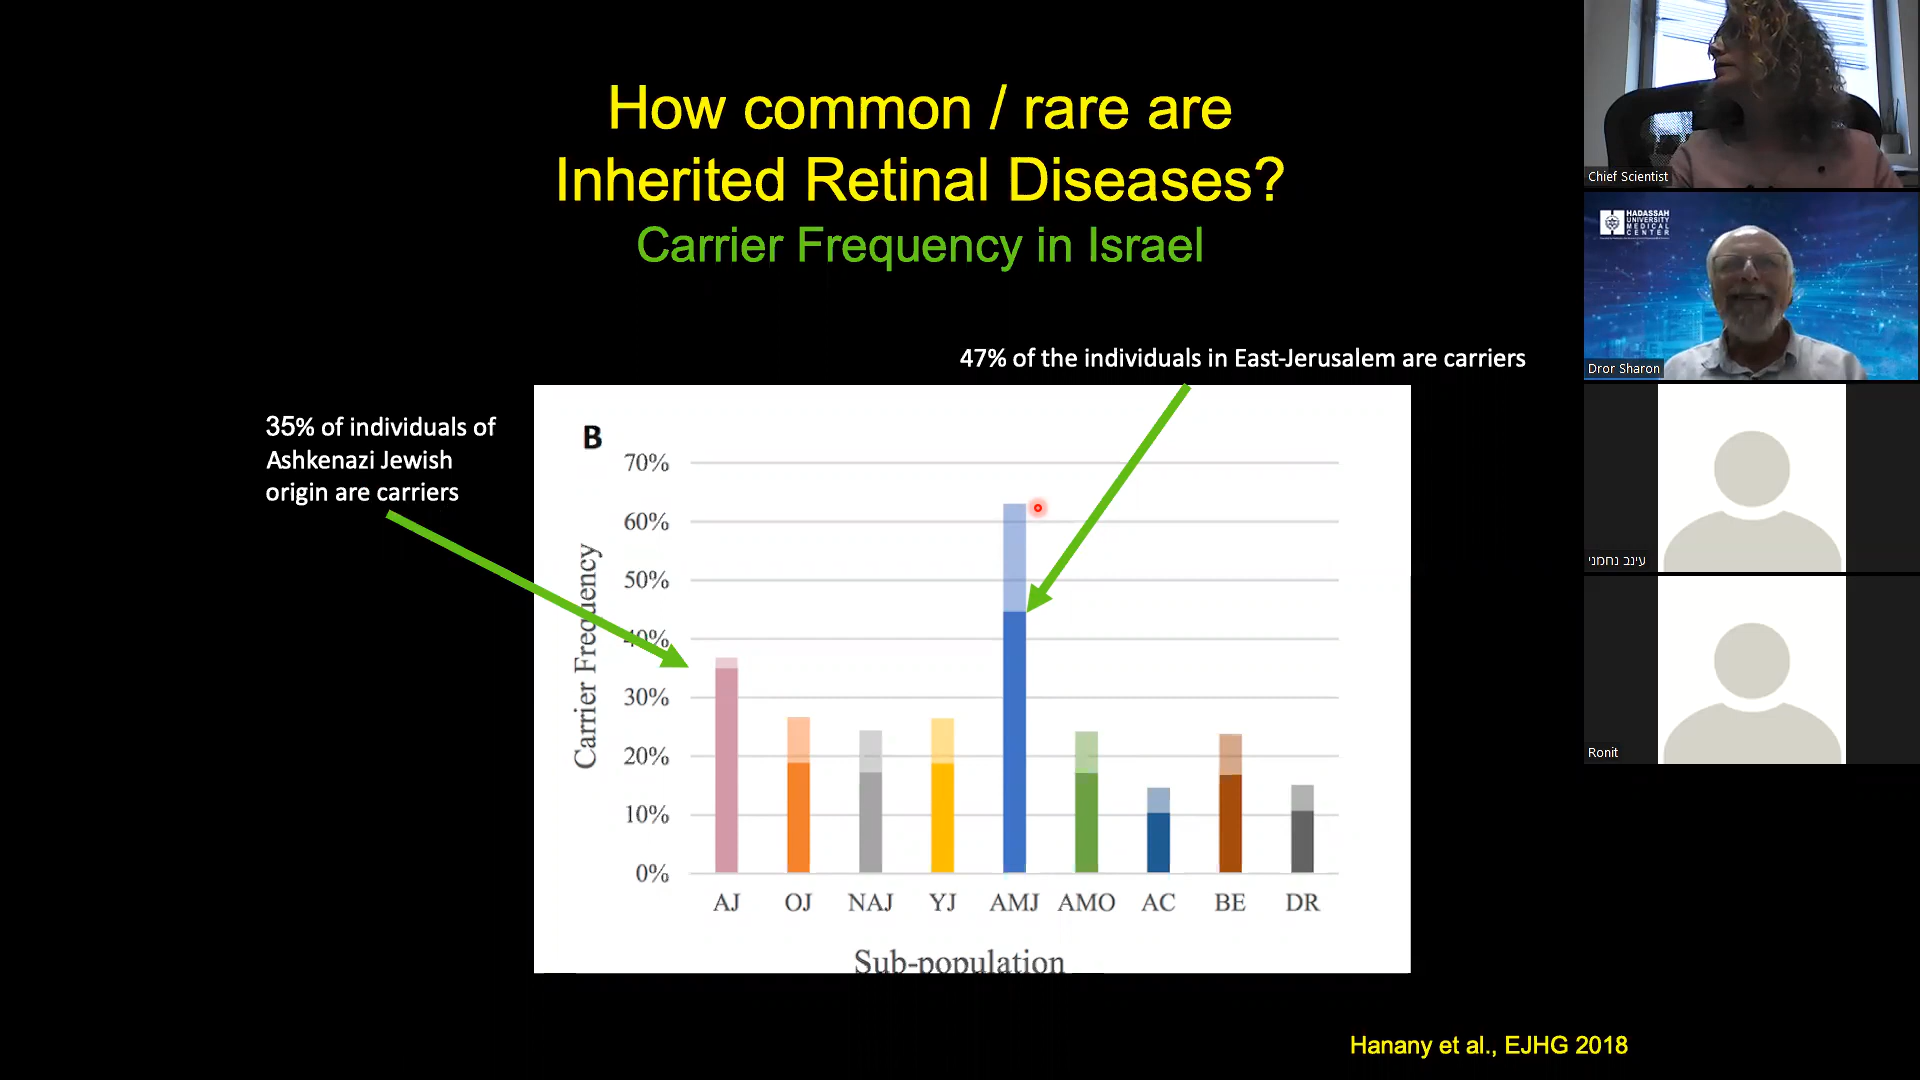 How common / rare are
Inherited Retinal Diseases?
Carrier Frequency in Israel
47% of the individuals in East-Jerusalem are carriers
35% of individuals of
Ashkenazi Jewish
origin are carriers
B
70%
60%
50%
40%
30%
20%
10%
0%
Carrier Frequency
AJ OJ NAJ YJ AMJ AMO AC BE DR
Sub-population
Hanany et al., EJHG 2018
Chief Scientist
HADASSAH
UNIVERSITY
MEDICAL
CENTER
Dror Sharon
עינב נחמני
Ronit